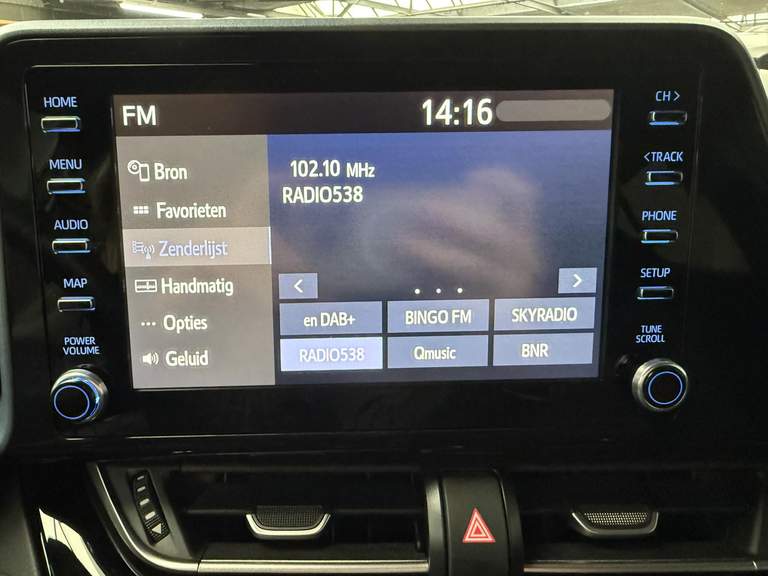 HOME
MENU
AUDIO
MAP
POWER
VOLUME
FM
14:16
Bron
Favorieten
Zenderlijst
Handmatig
Opties
Geluid
102.10 MHz
RADIO538
< . . . >
en DAB+ BINGO FM SKYRADIO
RADIO538 Qmusic BNR
CH >
< TRACK
PHONE
SETUP
TUNE
SCROLL